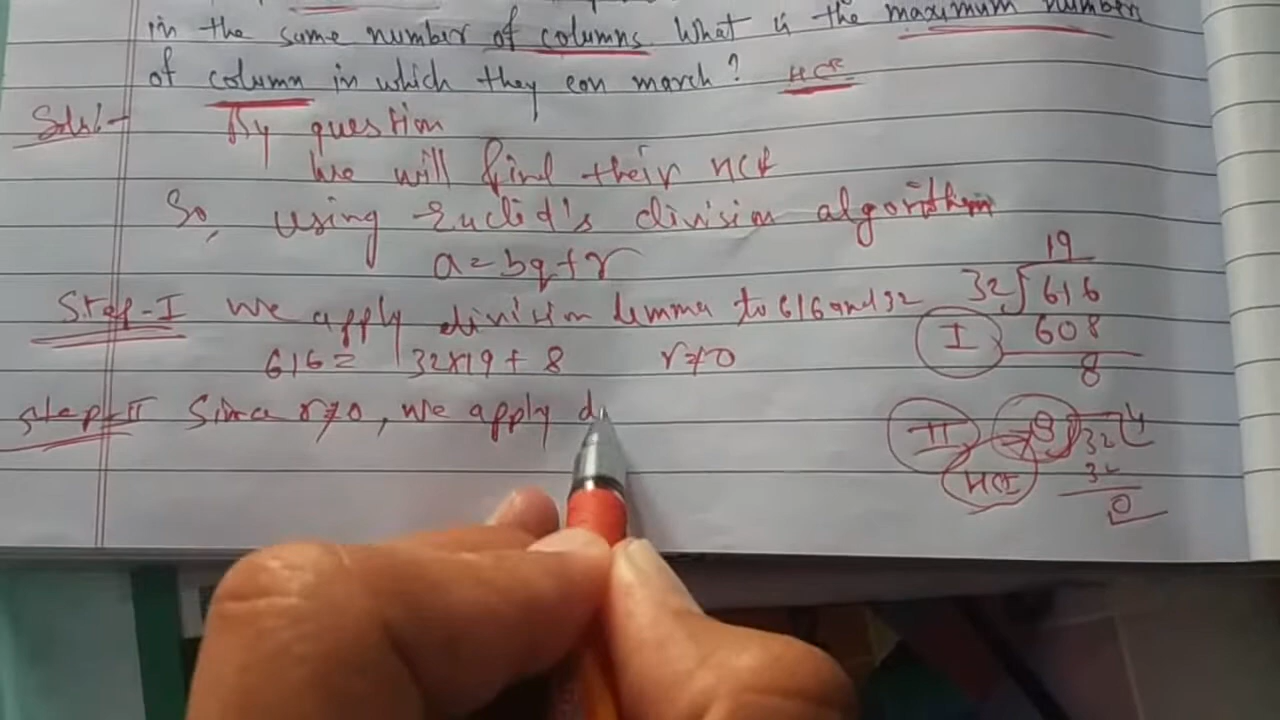 in the same number of columns What is the maximum number
of column in which they can march? HCF
Soln:- By question
We will find their HCF
So, using Euclid's division algorithm
a = bq + r
Step-I We apply division lemma to 616 and 32
616 = 32×19 + 8 r≠0
Step-II Since r≠0, we apply d
19
32 616
I 608
8
II 8 32 4
HCF 32
0